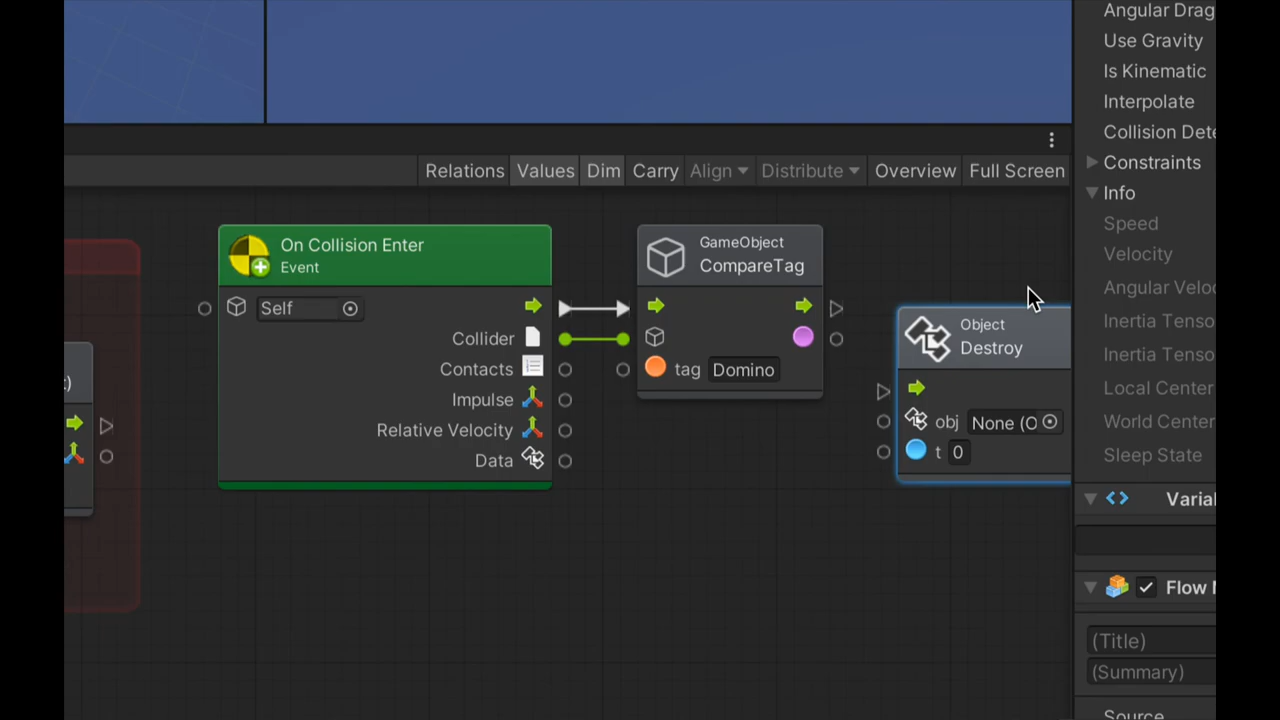 Angular Drag
Use Gravity
Is Kinematic
Interpolate
Collision Dete
Constraints
Info
Speed
Velocity
Angular Veloc
Inertia Tenso
Inertia Tenso
Local Center
World Center
Sleep State
Relations Values Dim Carry Align Distribute Overview Full Screen
On Collision Enter
Event
Self
Collider
Contacts
Impulse
Relative Velocity
Data
GameObject
CompareTag
tag Domino
Object
Destroy
obj None (O
t 0
Variab
Flow M
(Title)
(Summary)
Source